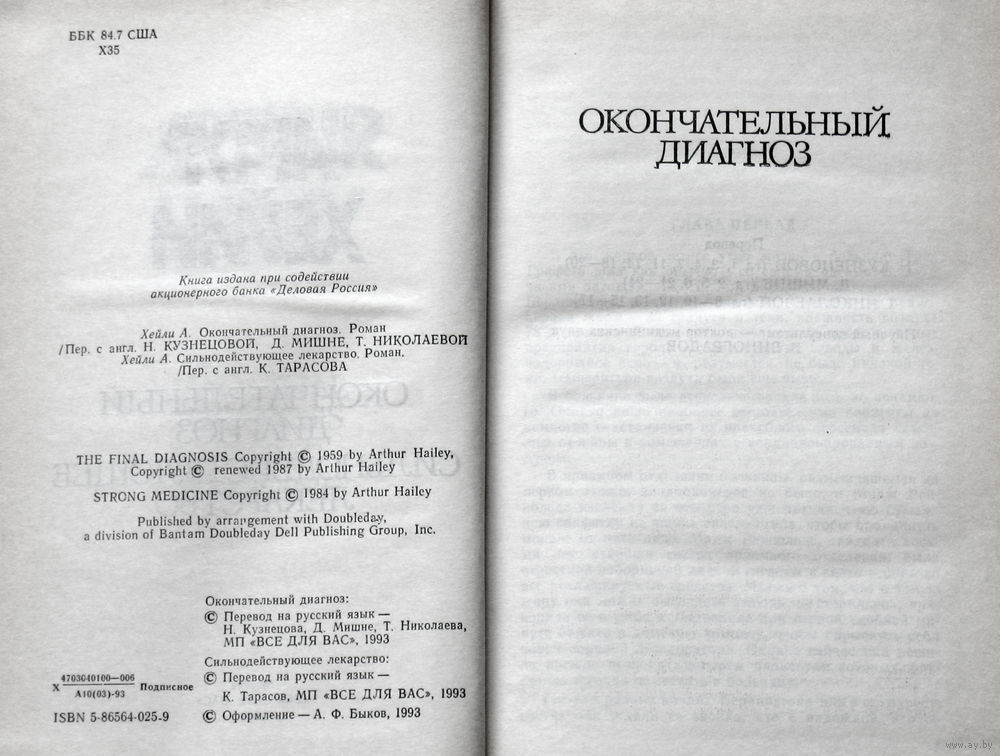 ББК 84.7 США
Х35
Книга издана при содействии
акционерного банка «Деловая Россия»
Хейли А. Окончательный диагноз. Роман
/Пер. с англ. Н. КУЗНЕЦОВОЙ, Д. МИШНЕ, Т. НИКОЛАЕВОЙ
Хейли А. Сильнодействующее лекарство. Роман.
/Пер. с англ. К. ТАРАСОВА
THE FINAL DIAGNOSIS Copyright © 1959 by Arthur Hailey,
Copyright © renewed 1987 by Arthur Hailey
STRONG MEDICINE Copyright © 1984 by Arthur Hailey
Published by arrangement with Doubleday,
a division of Bantam Doubleday Dell Publishing Group, Inc.
Окончательный диагноз:
© Перевод на русский язык —
Н. Кузнецова, Д. Мишне, Т. Николаева,
МП «ВСЕ ДЛЯ ВАС», 1993
Сильнодействующее лекарство:
© Перевод на русский язык —
К. Тарасов, МП «ВСЕ ДЛЯ ВАС», 1993
© Оформление — А. Ф. Быков, 1993
4703040100—006
Х Подписное
А10(03)-93
ISBN 5-86564-025-9
ОКОНЧАТЕЛЬНЫЙ
ДИАГНОЗ
www.ay.by